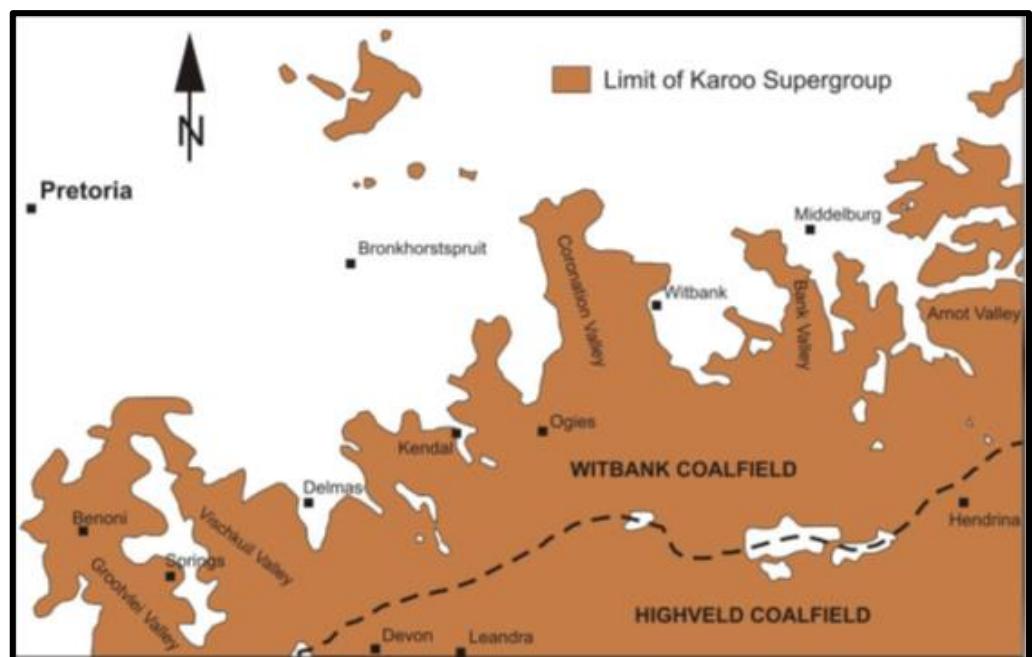 N
Limit of Karoo Supergroup
Pretoria
Middelburg
Bronkhorstspruit
Coronation Valley
Witbank
Bank Valley
Arnot Valley
Ogies
Kendal
WITBANK COALFIELD
Delmas
Hendrina
Benoni
Vischkuil Valley
Springs
Grootvlei Valley
HIGHVELD COALFIELD
Devon
Leandra